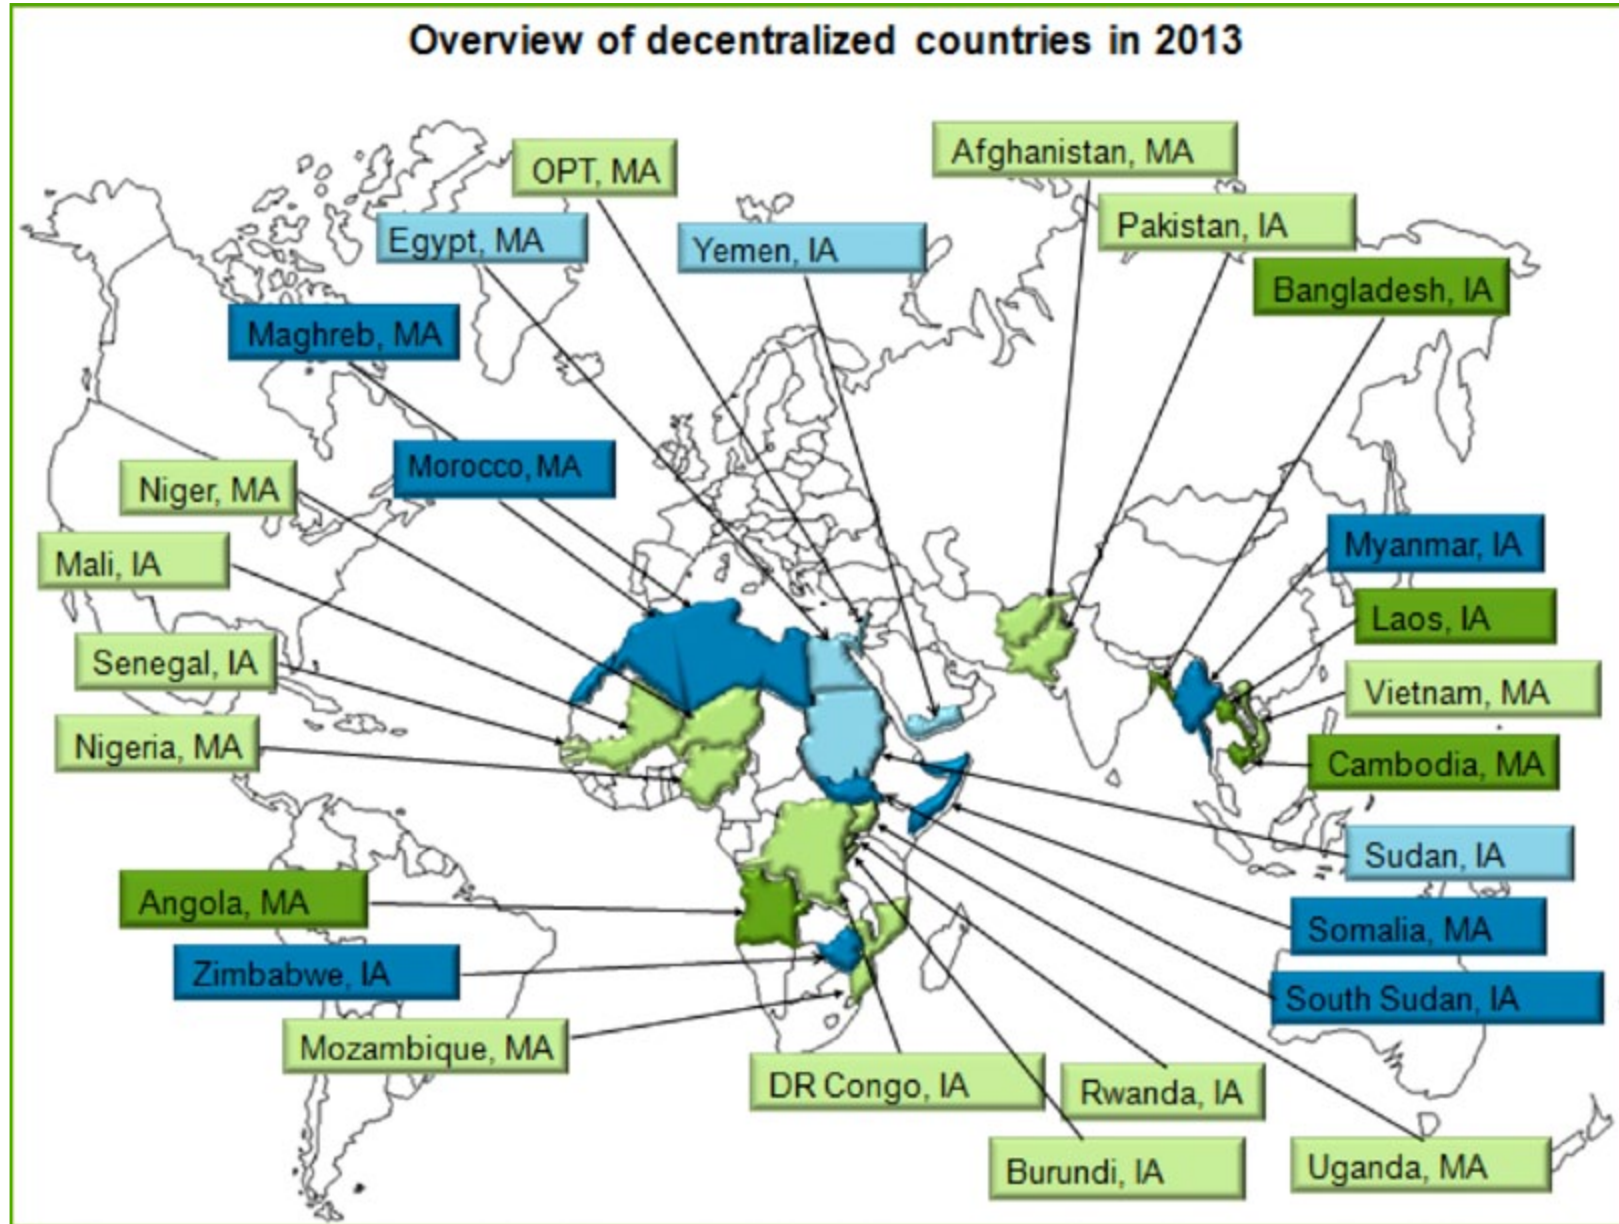 Overview of decentralized countries in 2013
OPT, MA
Afghanistan, MA
Egypt, MA
Yemen, IA
Pakistan, IA
Bangladesh, IA
Maghreb, MA
Morocco, MA
Niger, MA
Mali, IA
Myanmar, IA
Laos, IA
Senegal, IA
Vietnam, MA
Nigeria, MA
Cambodia, MA
Sudan, IA
Angola, MA
Somalia, MA
Zimbabwe, IA
South Sudan, IA
Mozambique, MA
DR Congo, IA
Rwanda, IA
Burundi, IA
Uganda, MA